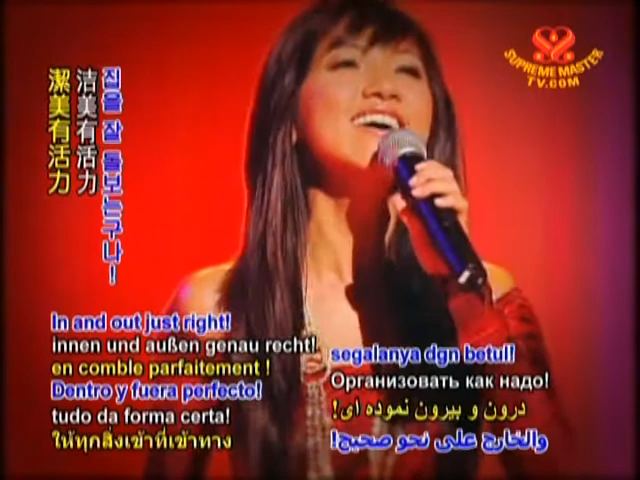 SUPREME MASTER
TV.COM
潔美有活力
洁美有活力
집을 잘 돌보는구나!
In and out just right!
innen und außen genau recht!
en comble parfaitement !
Dentro y fuera perfecto!
tudo da forma certa!
ให้ทุกสิ่งเข้าที่เข้าทาง
segalanya dgn betul!
Организовать как надо!
درون و بیرون نموده ای!
والخارج على نحو صحيح!